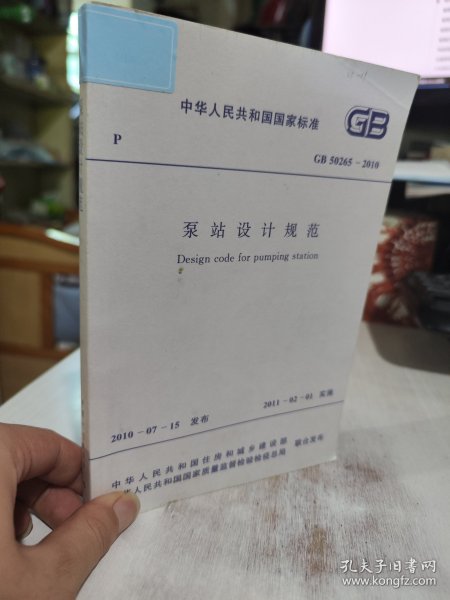 中华人民共和国国家标准
GB
P
GB 50265-2010
泵站设计规范
Design code for pumping station
2010-07-15 发布
2011-02-01 实施
中华人民共和国住房和城乡建设部
华人民共和国国家质量监督检验检疫总局
联合发布
孔夫子旧书网
www.kongfz.com